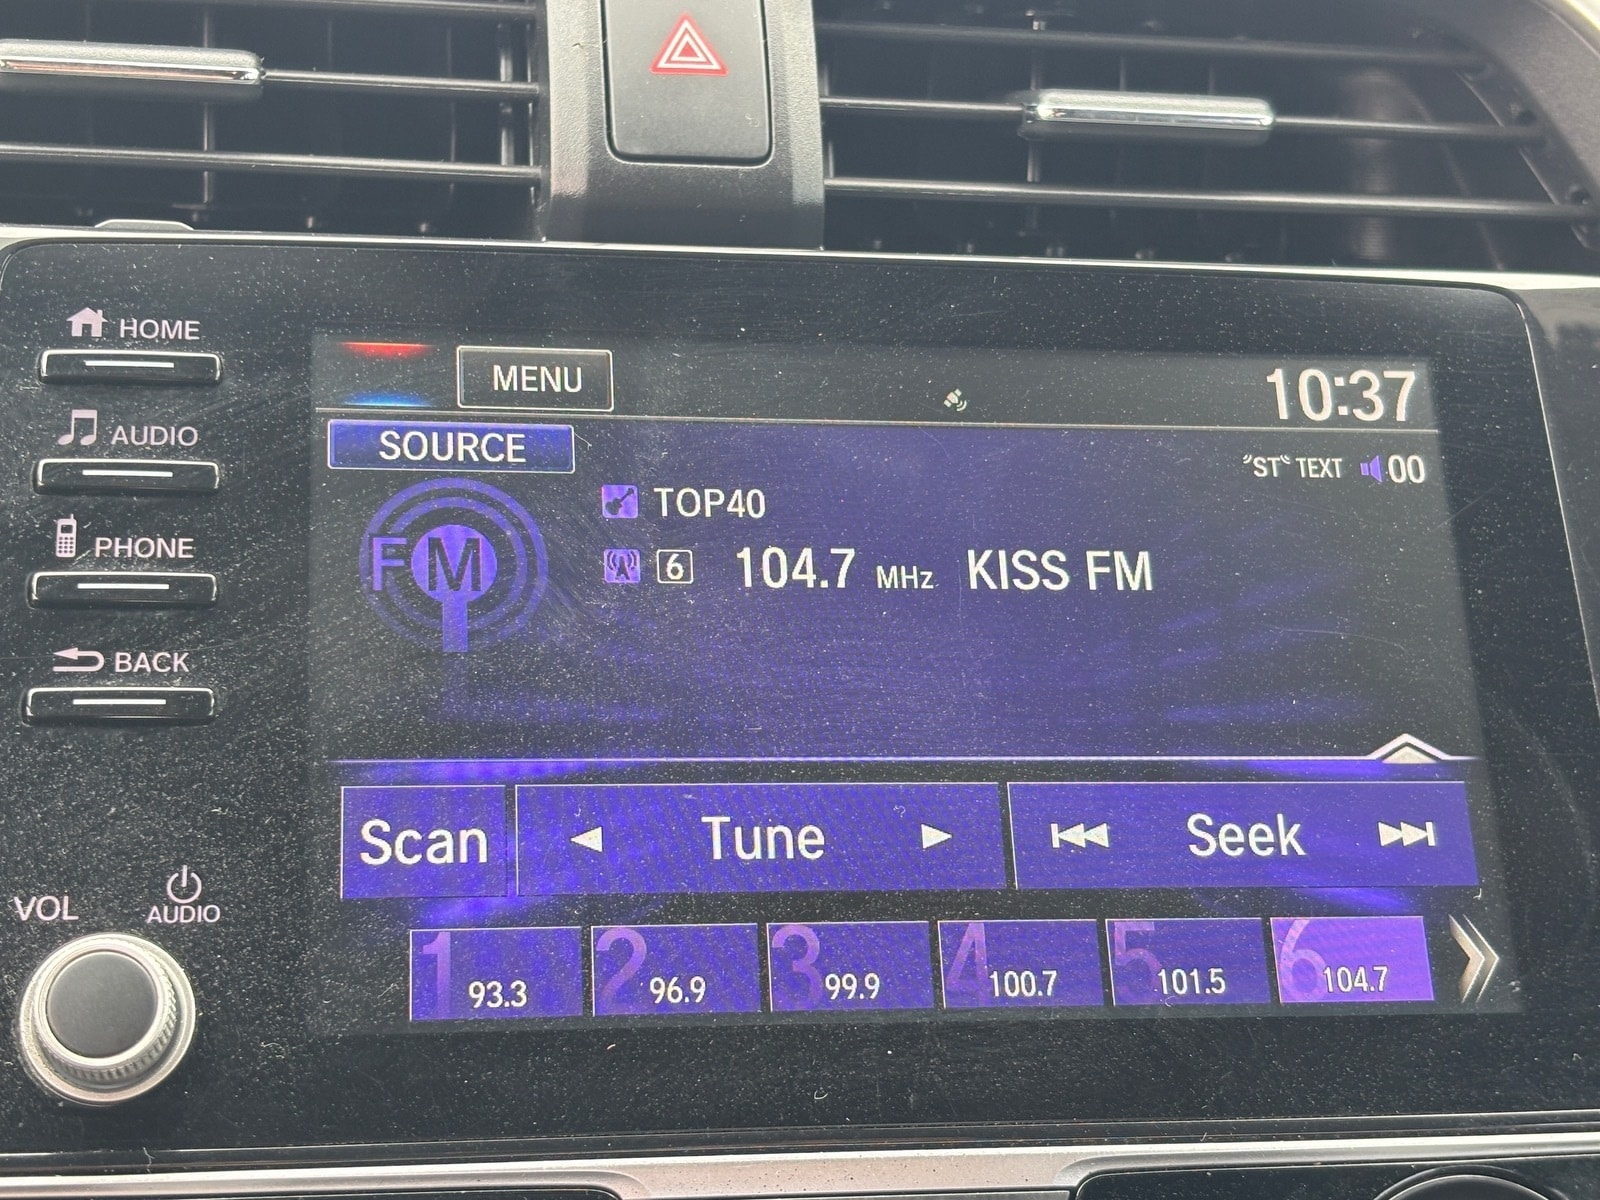 HOME
MENU
10:37
AUDIO
SOURCE
"ST" TEXT 00
TOP40
FM
6 104.7 MHz KISS FM
PHONE
BACK
Scan
Tune
Seek
VOL
AUDIO
1 93.3
2 96.9
3 99.9
4 100.7
5 101.5
6 104.7